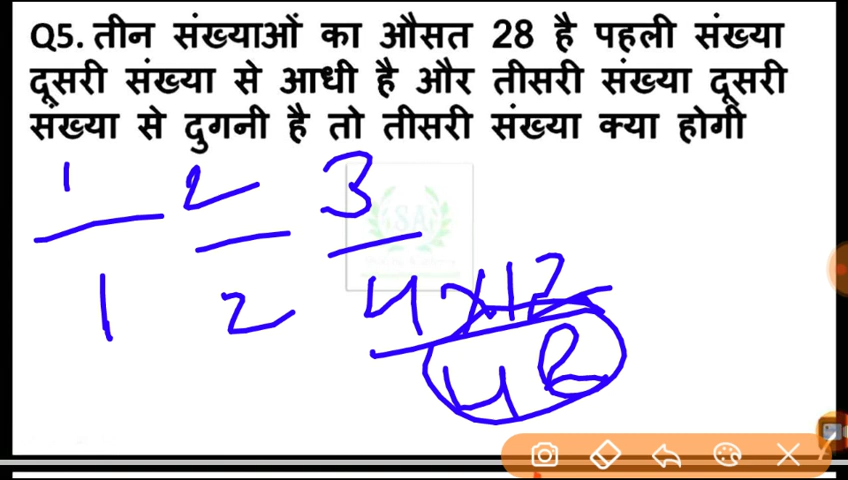 Q5. तीन संख्याओं का औसत 28 है पहली संख्या
दूसरी संख्या से आधी है और तीसरी संख्या दूसरी
संख्या से दुगनी है तो तीसरी संख्या क्या होगी
1 2 3
SA
1 2 4 x 12
48